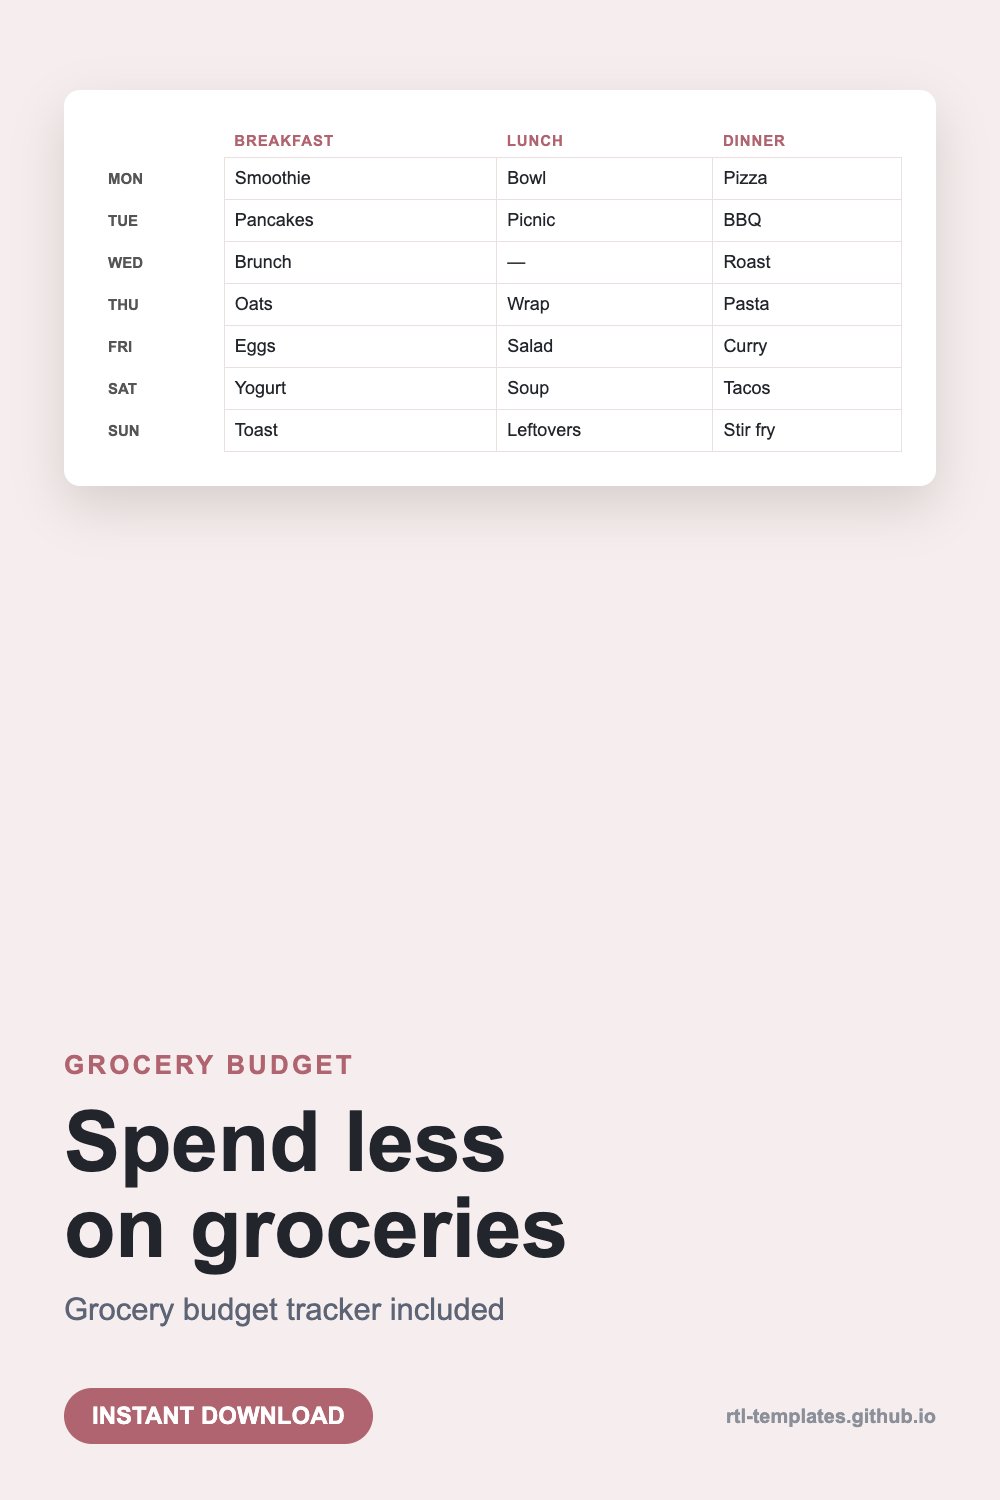 BREAKFAST LUNCH DINNER
MON Smoothie Bowl Pizza
TUE Pancakes Picnic BBQ
WED Brunch — Roast
THU Oats Wrap Pasta
FRI Eggs Salad Curry
SAT Yogurt Soup Tacos
SUN Toast Leftovers Stir fry
GROCERY BUDGET
Spend less
on groceries
Grocery budget tracker included
INSTANT DOWNLOAD
rtl-templates.github.io